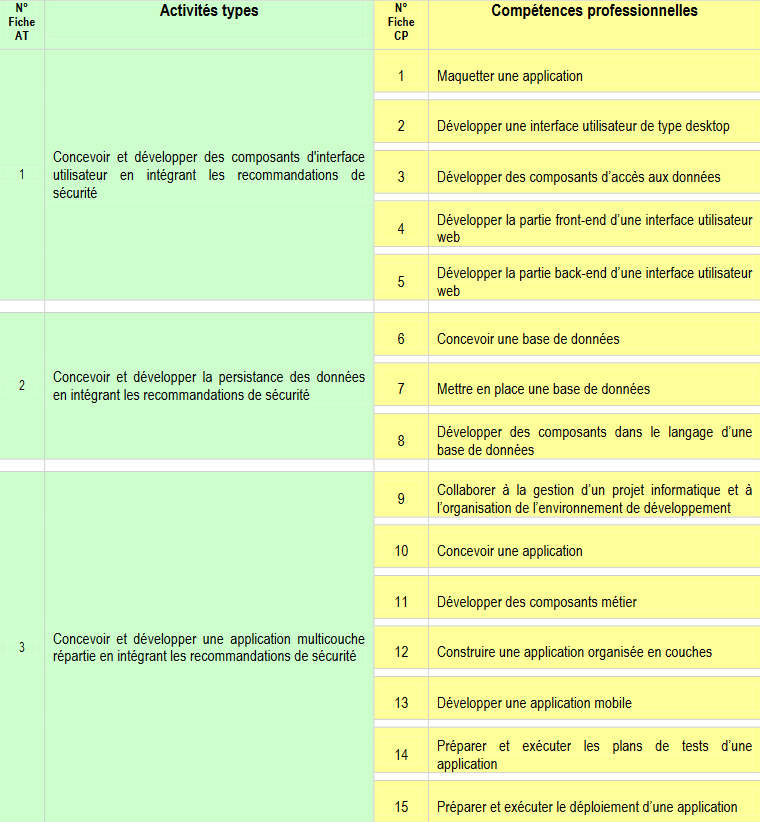 N°
Fiche
AT
Activités types
N°
Fiche
CP
Compétences professionnelles
1
Concevoir et développer des composants d'interface
utilisateur en intégrant les recommandations de
sécurité
1
Maquetter une application
2
Développer une interface utilisateur de type desktop
3
Développer des composants d’accès aux données
4
Développer la partie front-end d’une interface utilisateur
web
5
Développer la partie back-end d’une interface utilisateur
web
2
Concevoir et développer la persistance des données
en intégrant les recommandations de sécurité
6
Concevoir une base de données
7
Mettre en place une base de données
8
Développer des composants dans le langage d’une
base de données
3
Concevoir et développer une application multicouche
répartie en intégrant les recommandations de sécurité
9
Collaborer à la gestion d’un projet informatique et à
l’organisation de l’environnement de développement
10
Concevoir une application
11
Développer des composants métier
12
Construire une application organisée en couches
13
Développer une application mobile
14
Préparer et exécuter les plans de tests d’une
application
15
Préparer et exécuter le déploiement d’une application